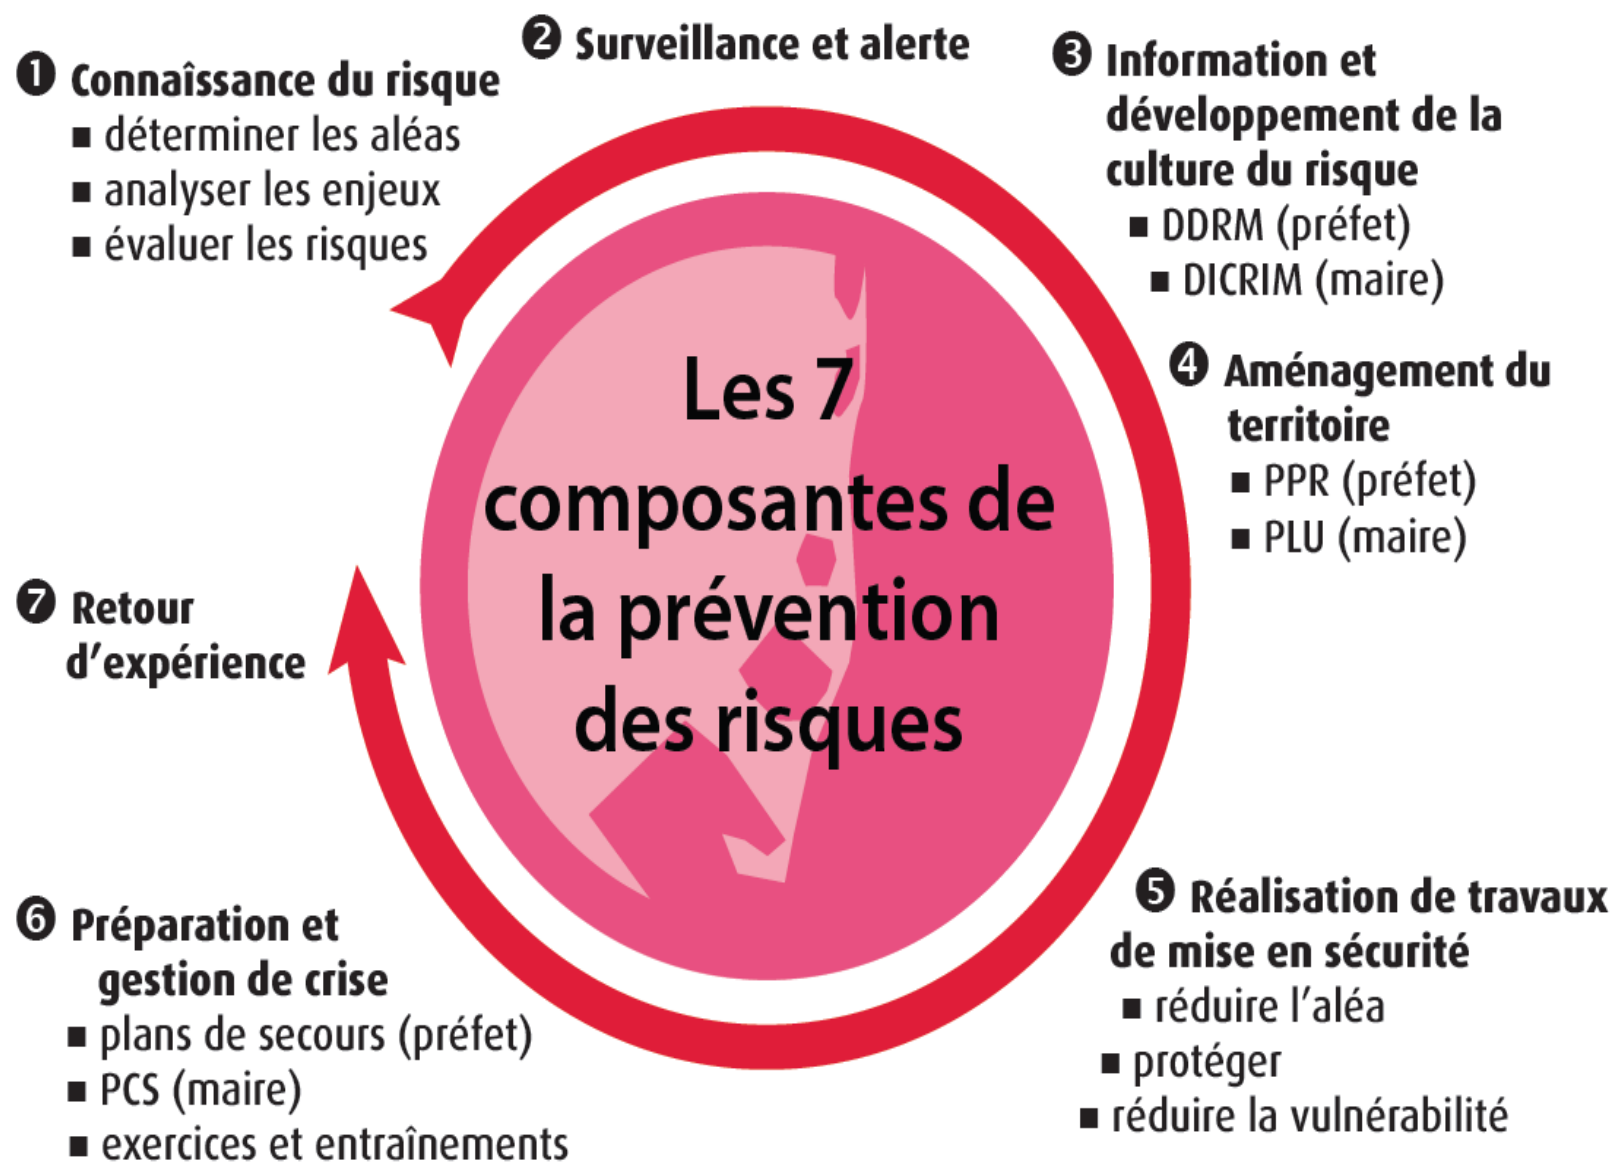 ❶ Connaîssance du risque
■ déterminer les aléas
■ analyser les enjeux
■ évaluer les risques
❷ Surveillance et alerte
❸ Information et
développement de la
culture du risque
■ DDRM (préfet)
■ DICRIM (maire)
❹ Aménagement du
territoire
■ PPR (préfet)
■ PLU (maire)
❺ Réalisation de travaux
de mise en sécurité
■ réduire l’aléa
■ protéger
■ réduire la vulnérabilité
❻ Préparation et
gestion de crise
■ plans de secours (préfet)
■ PCS (maire)
■ exercices et entraînements
❼ Retour
d’expérience
Les 7
composantes de
la prévention
des risques